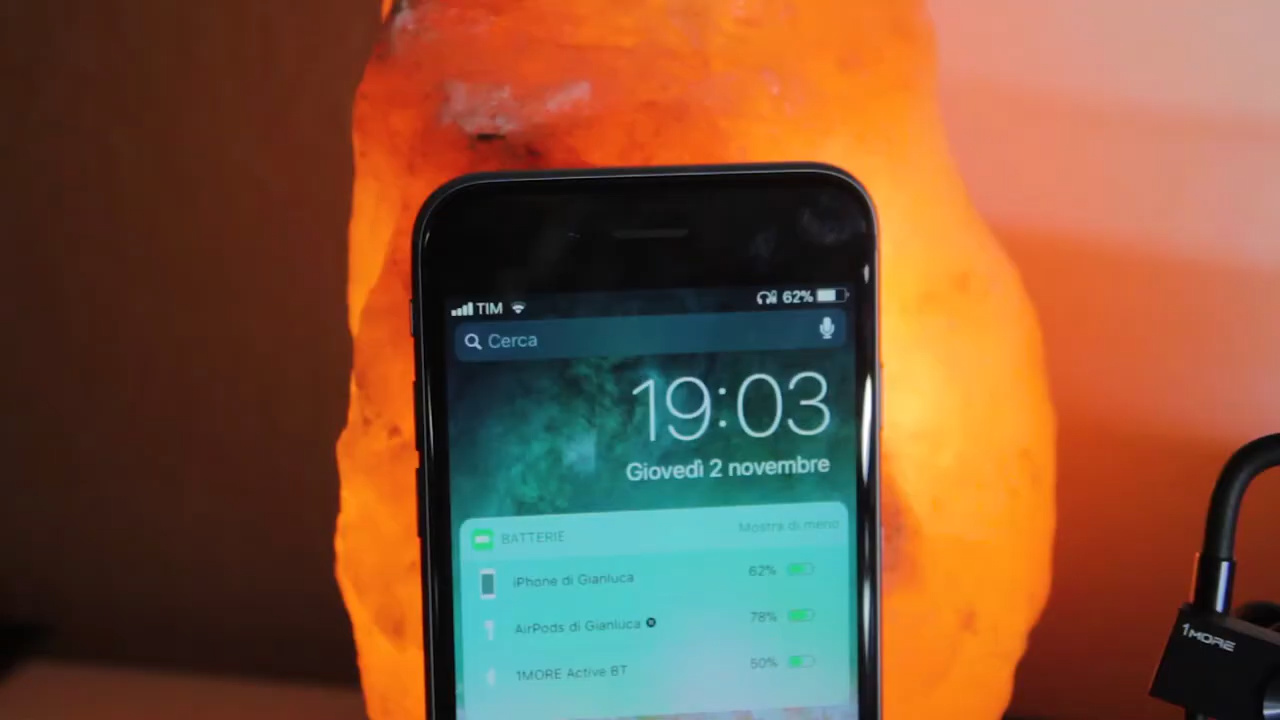 TIM 62%
Cerca
19:03
Giovedì 2 novembre
BATTERIE Mostra di meno
iPhone di Gianluca 62%
AirPods di Gianluca 78%
1MORE Active BT 50%
1MORE